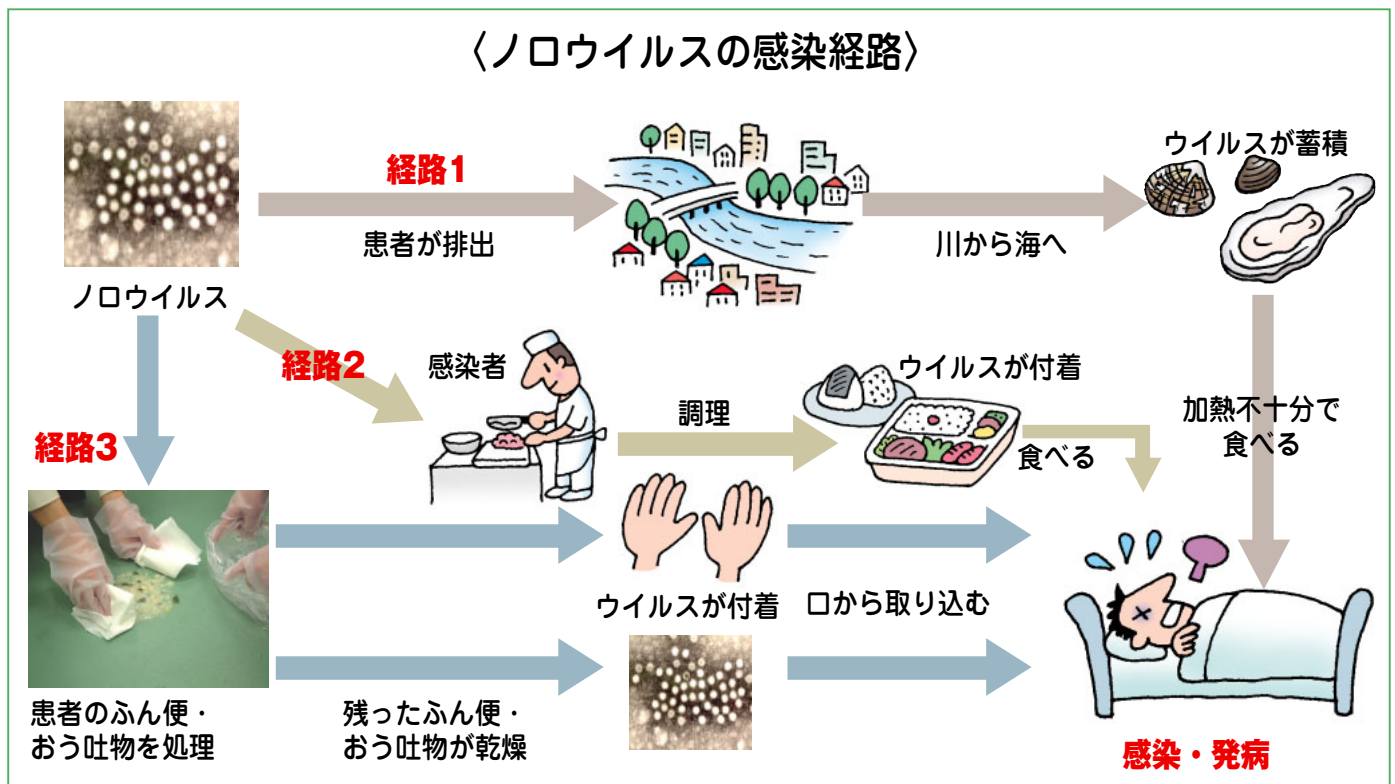 〈ノロウイルスの感染経路〉
経路1
患者が排出
川から海へ
ウイルスが蓄積
加熱不十分で
食べる
ノロウイルス
経路2
感染者
調理
ウイルスが付着
食べる
経路3
患者のふん便・
おう吐物を処理
ウイルスが付着
口から取り込む
残ったふん便・
おう吐物が乾燥
感染・発病